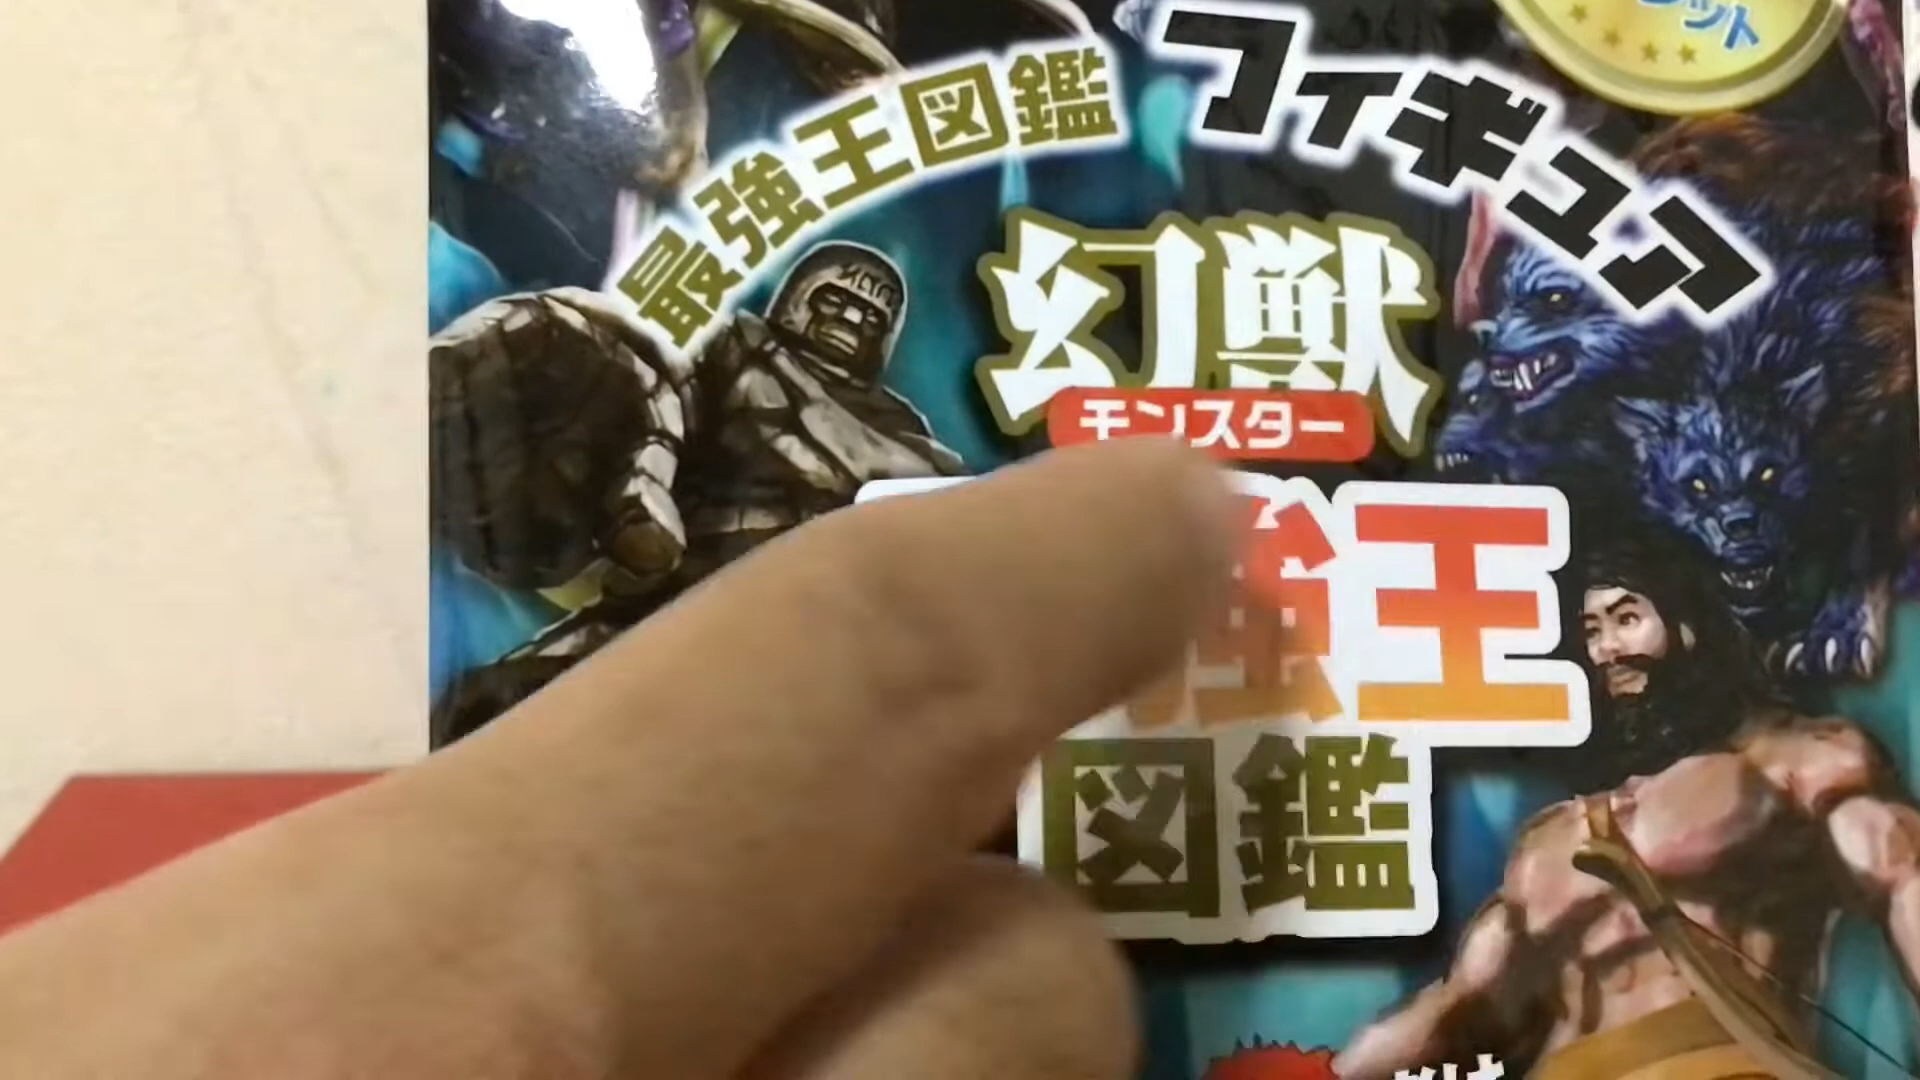 最強王図鑑
フィギュア
幻獣
モンスター
強王
図鑑